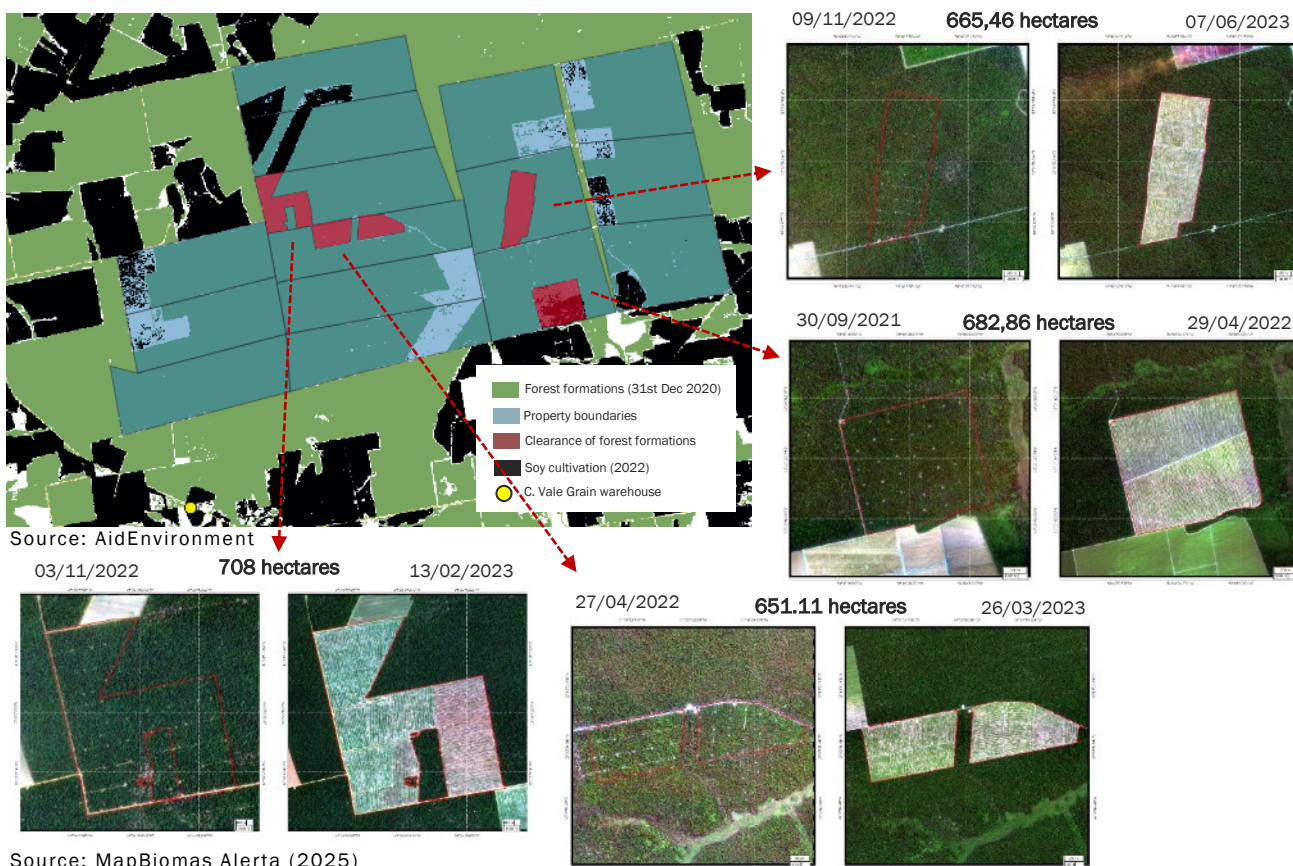 09/11/2022 665,46 hectares 07/06/2023
30/09/2021 682,86 hectares 29/04/2022
Forest formations (31st Dec 2020)
Property boundaries
Clearance of forest formations
Soy cultivation (2022)
C. Vale Grain warehouse
Source: AidEnvironment
03/11/2022 708 hectares 13/02/2023
27/04/2022 651.11 hectares 26/03/2023
Source: MapBiomas Alerta (2025)